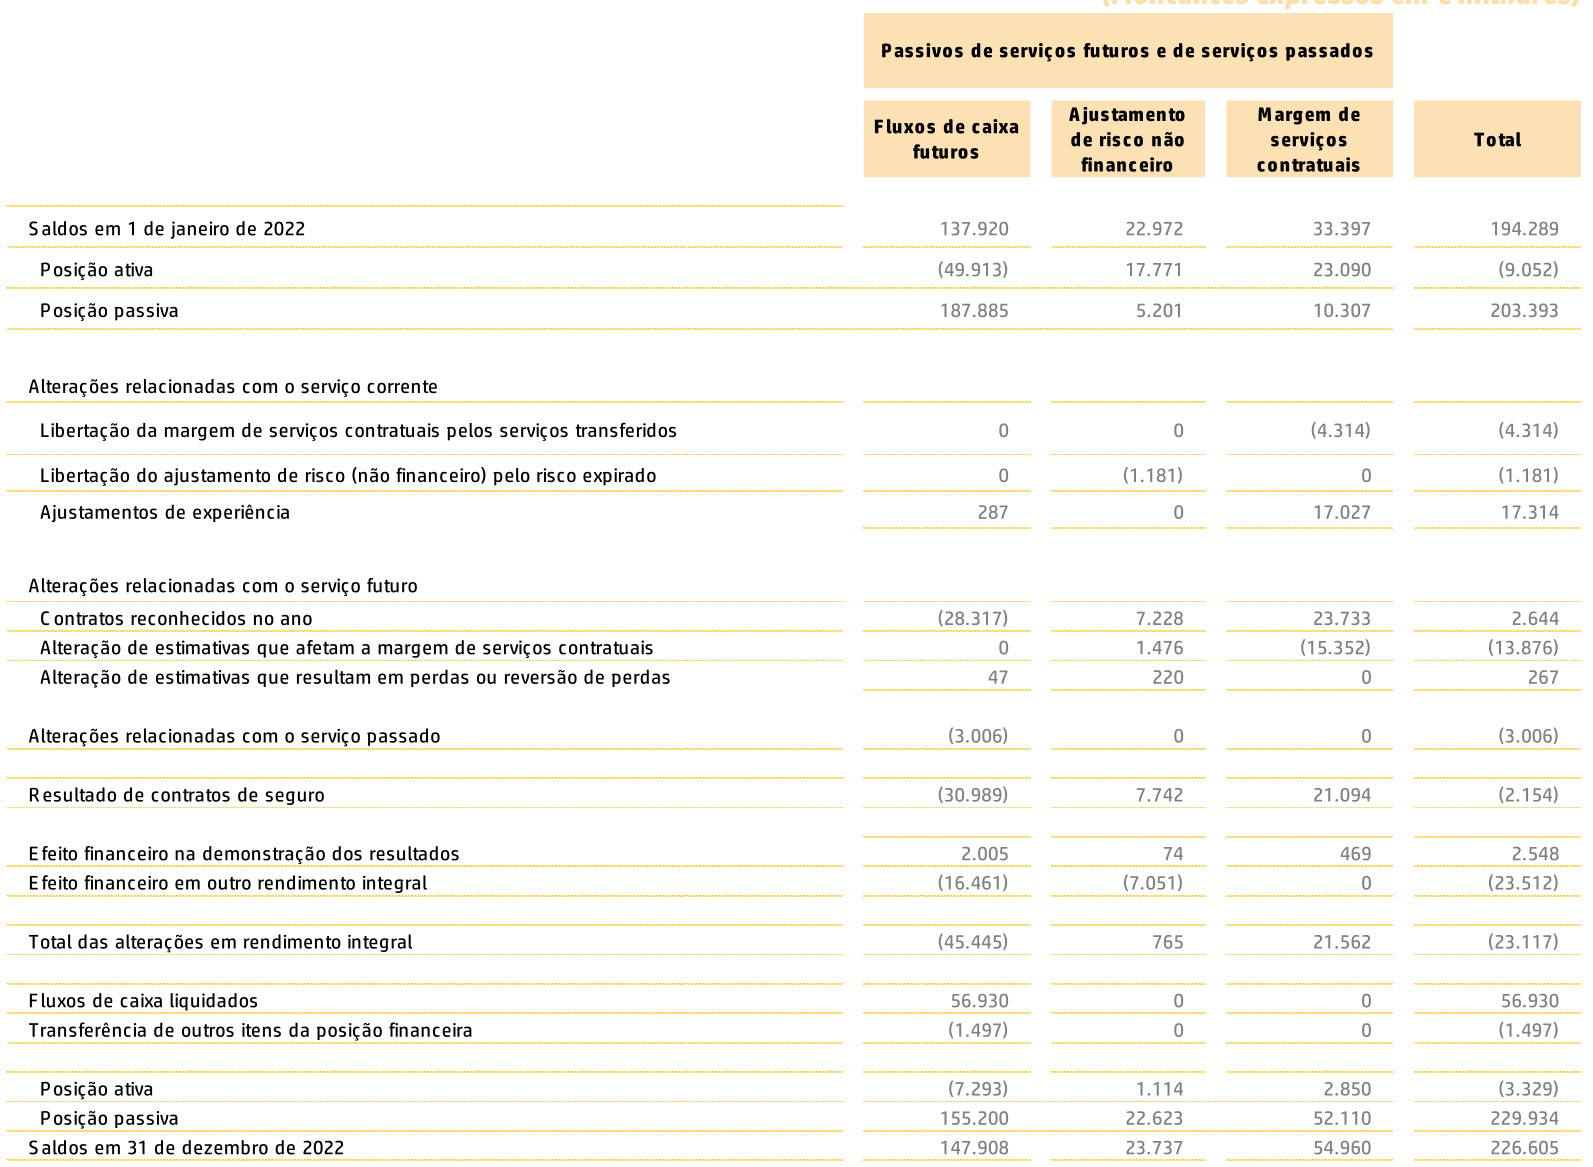 Passivos de serviços futuros e de serviços passados
Fluxos de caixa futuros Ajustamento de risco não financeiro Margem de serviços contratuais Total
Saldos em 1 de janeiro de 2022 137.920 22.972 33.397 194.289
Posição ativa (49.913) 17.771 23.090 (9.052)
Posição passiva 187.885 5.201 10.307 203.393
Alterações relacionadas com o serviço corrente
Libertação da margem de serviços contratuais pelos serviços transferidos 0 0 (4.314) (4.314)
Libertação do ajustamento de risco (não financeiro) pelo risco expirado 0 (1.181) 0 (1.181)
Ajustamentos de experiência 287 0 17.027 17.314
Alterações relacionadas com o serviço futuro
Contratos reconhecidos no ano (28.317) 7.228 23.733 2.644
Alteração de estimativas que afetam a margem de serviços contratuais 0 1.476 (15.352) (13.876)
Alteração de estimativas que resultam em perdas ou reversão de perdas 47 220 0 267
Alterações relacionadas com o serviço passado (3.006) 0 0 (3.006)
Resultado de contratos de seguro (30.989) 7.742 21.094 (2.154)
Efeito financeiro na demonstração dos resultados 2.005 74 469 2.548
Efeito financeiro em outro rendimento integral (16.461) (7.051) 0 (23.512)
Total das alterações em rendimento integral (45.445) 765 21.562 (23.117)
Fluxos de caixa liquidados 56.930 0 0 56.930
Transferência de outros itens da posição financeira (1.497) 0 0 (1.497)
Posição ativa (7.293) 1.114 2.850 (3.329)
Posição passiva 155.200 22.623 52.110 229.934
Saldos em 31 de dezembro de 2022 147.908 23.737 54.960 226.605